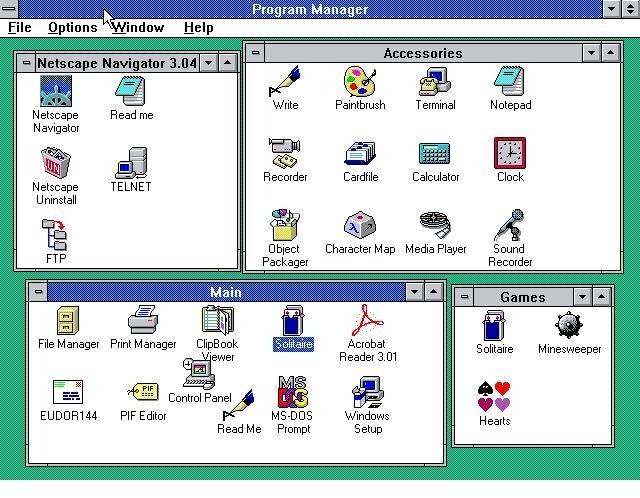 Program Manager
File Options Window Help
Netscape Navigator 3.04
Netscape
Navigator
Read me
Netscape
Uninstall
TELNET
FTP
Accessories
Write
Paintbrush
Terminal
Notepad
Recorder
Cardfile
Calculator
Clock
Object
Packager
Character Map
Media Player
Sound
Recorder
Main
File Manager
Print Manager
ClipBook
Viewer
Solitaire
Acrobat
Reader 3.01
Control Panel
EUDOR144
PIF
PIF Editor
Read Me
MS
DOS
MS-DOS
Prompt
Windows
Setup
Games
Solitaire
Minesweeper
Hearts